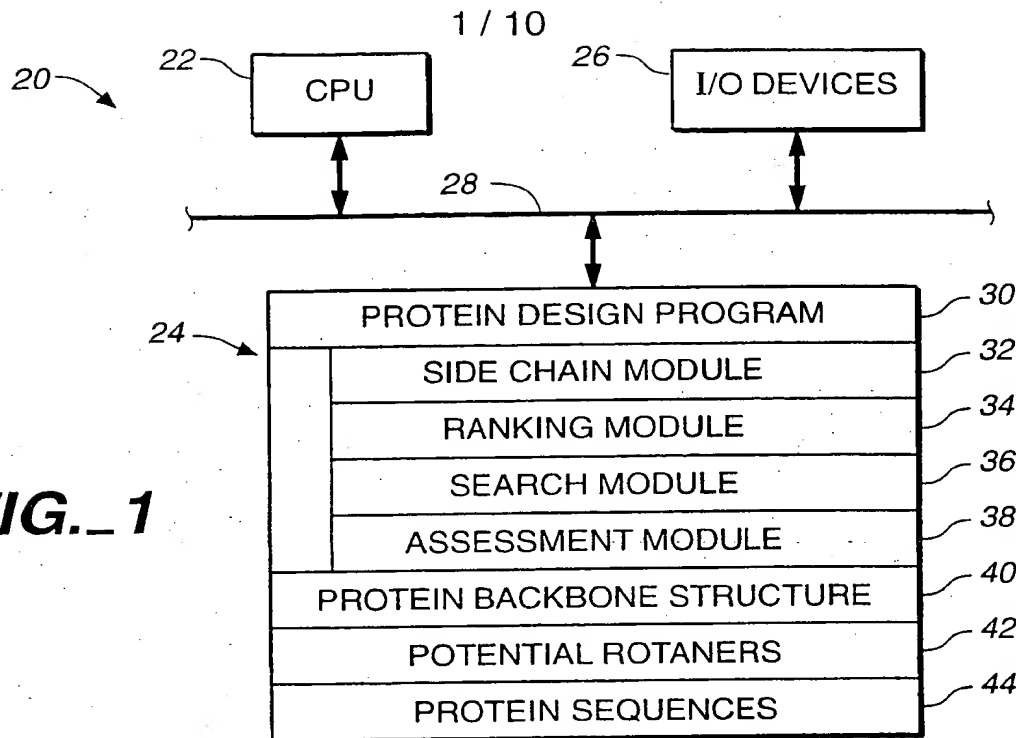 1 / 10
20
22
CPU
26
I/O DEVICES
28
24
PROTEIN DESIGN PROGRAM 30
SIDE CHAIN MODULE 32
RANKING MODULE 34
SEARCH MODULE 36
ASSESSMENT MODULE 38
PROTEIN BACKBONE STRUCTURE 40
POTENTIAL ROTANERS 42
PROTEIN SEQUENCES 44
IG._1